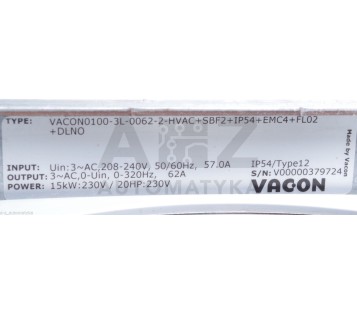 TYPE: VACON0100-3L-0062-2-HVAC+SBF2+IP54+EMC4+FL02
+DLNO
INPUT: Uin:3~AC,208-240V, 50/60Hz, 57.0A IP54/Type12
OUTPUT: 3~AC,0-Uin, 0-320Hz, 62A S/N: V00000379724
POWER: 15kW:230V / 20HP:230V VACON
Made by Vacon
AUTOMATYKA